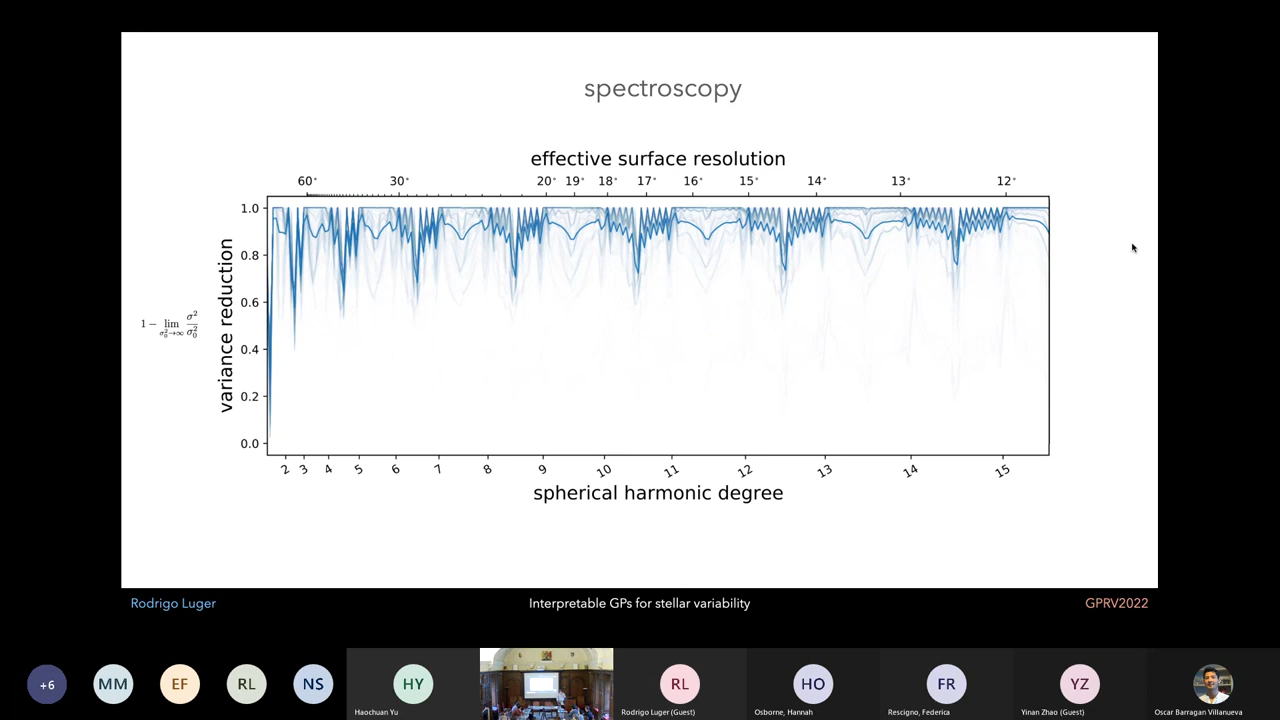 spectroscopy
effective surface resolution
60° 30° 20° 19° 18° 17° 16° 15° 14° 13° 12°
1.0
0.8
0.6
0.4
0.2
0.0
variance reduction
1 − lim σ₀²→∞ σ²/σ₀²
2 3 4 5 6 7 8 9 10 11 12 13 14 15
spherical harmonic degree
Rodrigo Luger Interpretable GPs for stellar variability GPRV2022
+6 MM EF RL NS HY RL HO FR YZ
Haochuan Yu Rodrigo Luger (Guest) Osborne, Hannah Rescigno, Federica Yinan Zhao (Guest) Oscar Barragan Villanueva